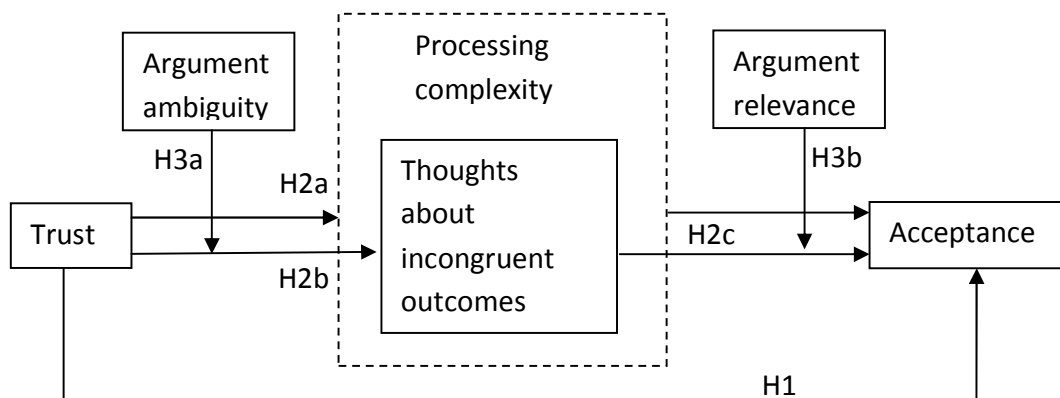 Argument
ambiguity
Processing
complexity
Argument
relevance
H3a
H3b
H2a
Thoughts
about
incongruent
outcomes
Trust
H2c
Acceptance
H2b
H1